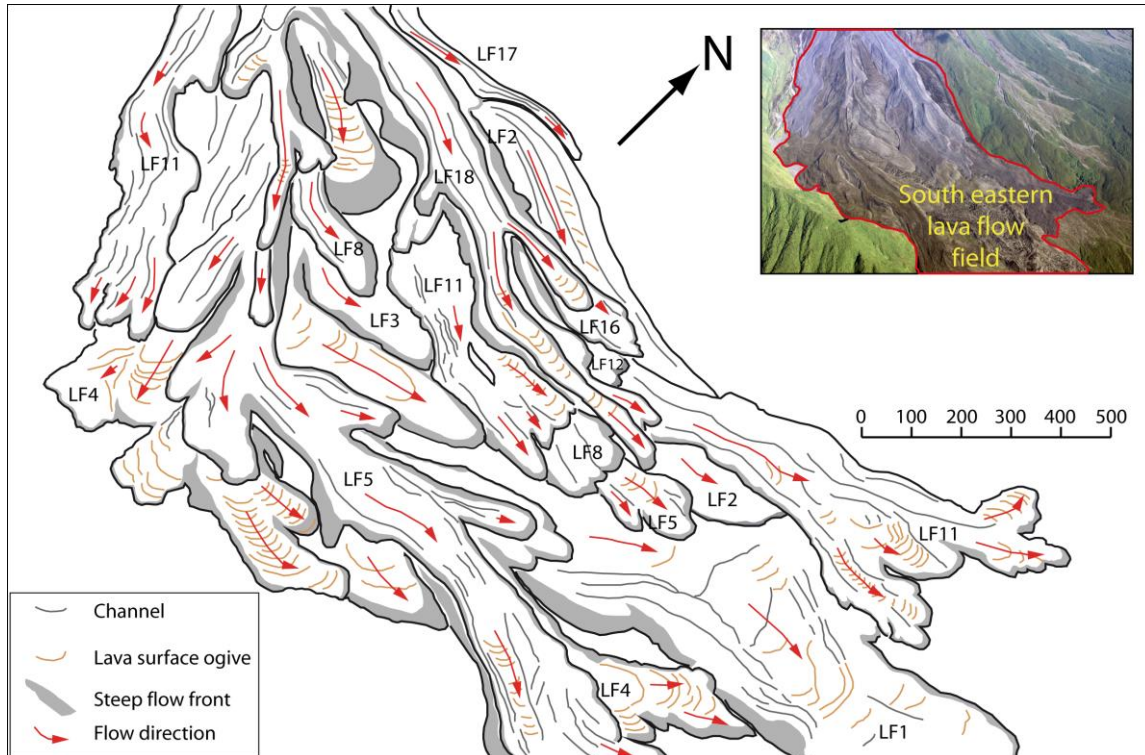 LF17
N
LF2
LF11
LF18
South eastern
lava flow
field
LF8
LF11
LF3
LF16
LF12
LF4
0 100 200 300 400 500
LF8
LF5
LF2
LF5
LF11
Channel
Lava surface ogive
Steep flow front
Flow direction
LF4
LF1